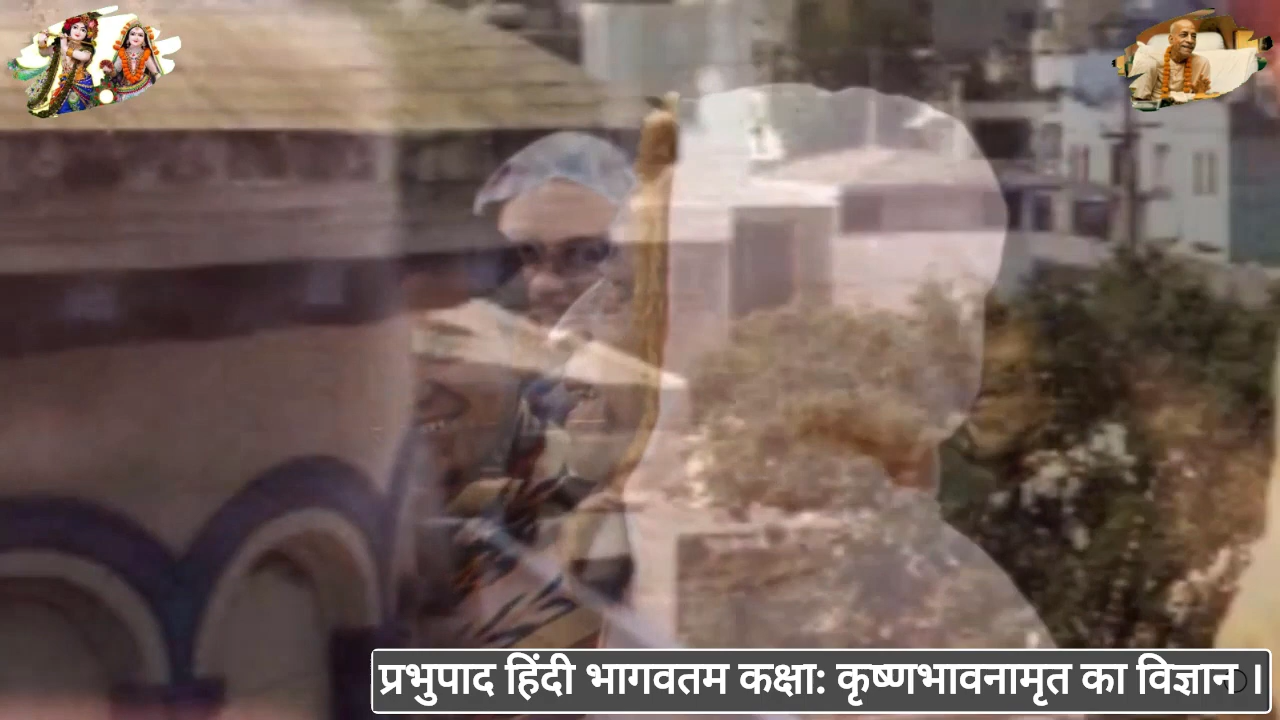 प्रभुपाद हिंदी भागवतम कक्षा: कृष्णभावनामृत का विज्ञान ।